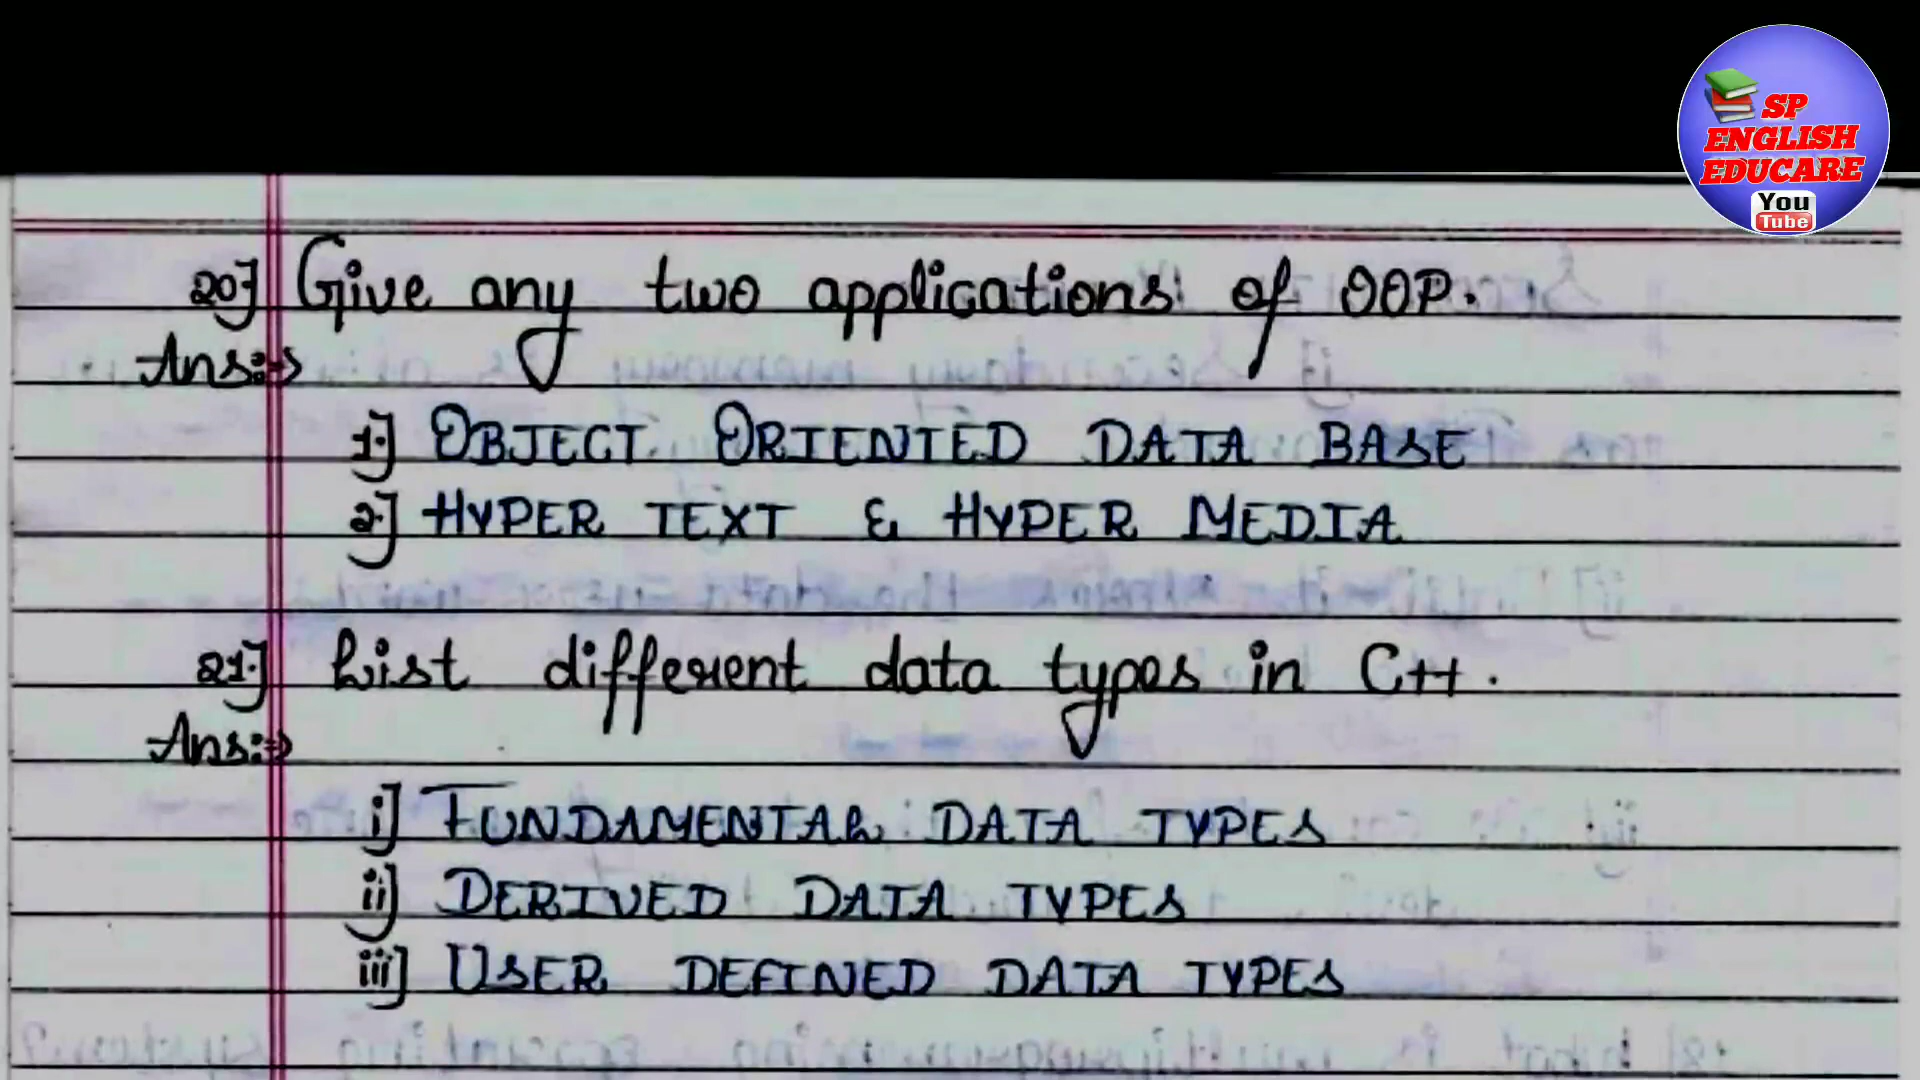 SP
ENGLISH
EDUCARE
You
Tube
20] Give any two applications of OOP.
Ans:→
1.] OBJECT ORIENTED DATA BASE
2.] HYPER TEXT & HYPER MEDIA
21.] List different data types in C++.
Ans:→
i] FUNDAMENTAL DATA TYPES
ii] DERIVED DATA TYPES
iii] USER DEFINED DATA TYPES